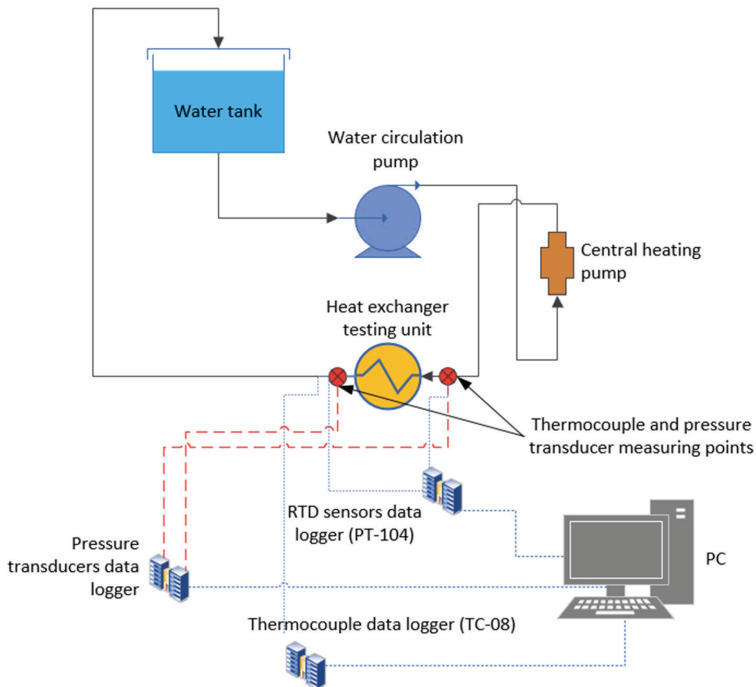 Water tank
Water circulation
pump
Central heating
pump
Heat exchanger
testing unit
Thermocouple and pressure
transducer measuring points
RTD sensors data
logger (PT-104)
Pressure
transducers data
logger
PC
Thermocouple data logger (TC-08)